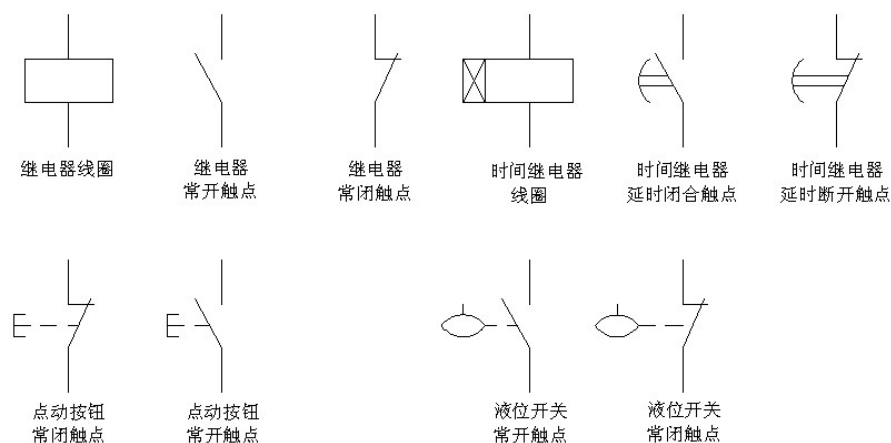 继电器线圈
继电器
常开触点
继电器
常闭触点
时间继电器
线圈
时间继电器
延时闭合触点
时间继电器
延时断开触点
点动按钮
常闭触点
点动按钮
常开触点
液位开关
常开触点
液位开关
常闭触点